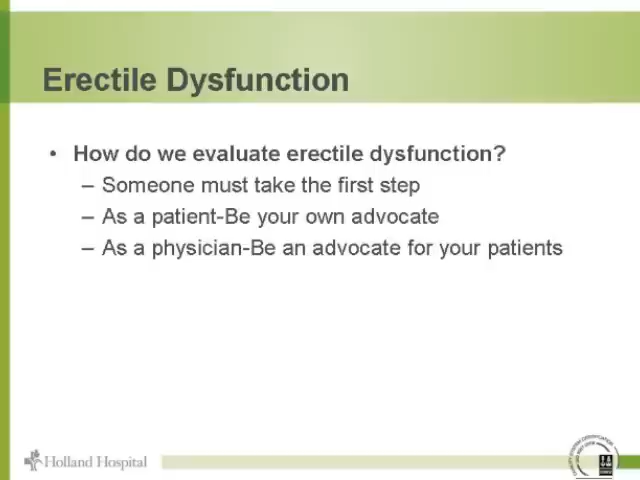 Erectile Dysfunction
• How do we evaluate erectile dysfunction?
– Someone must take the first step
– As a patient-Be your own advocate
– As a physician-Be an advocate for your patients
Holland Hospital